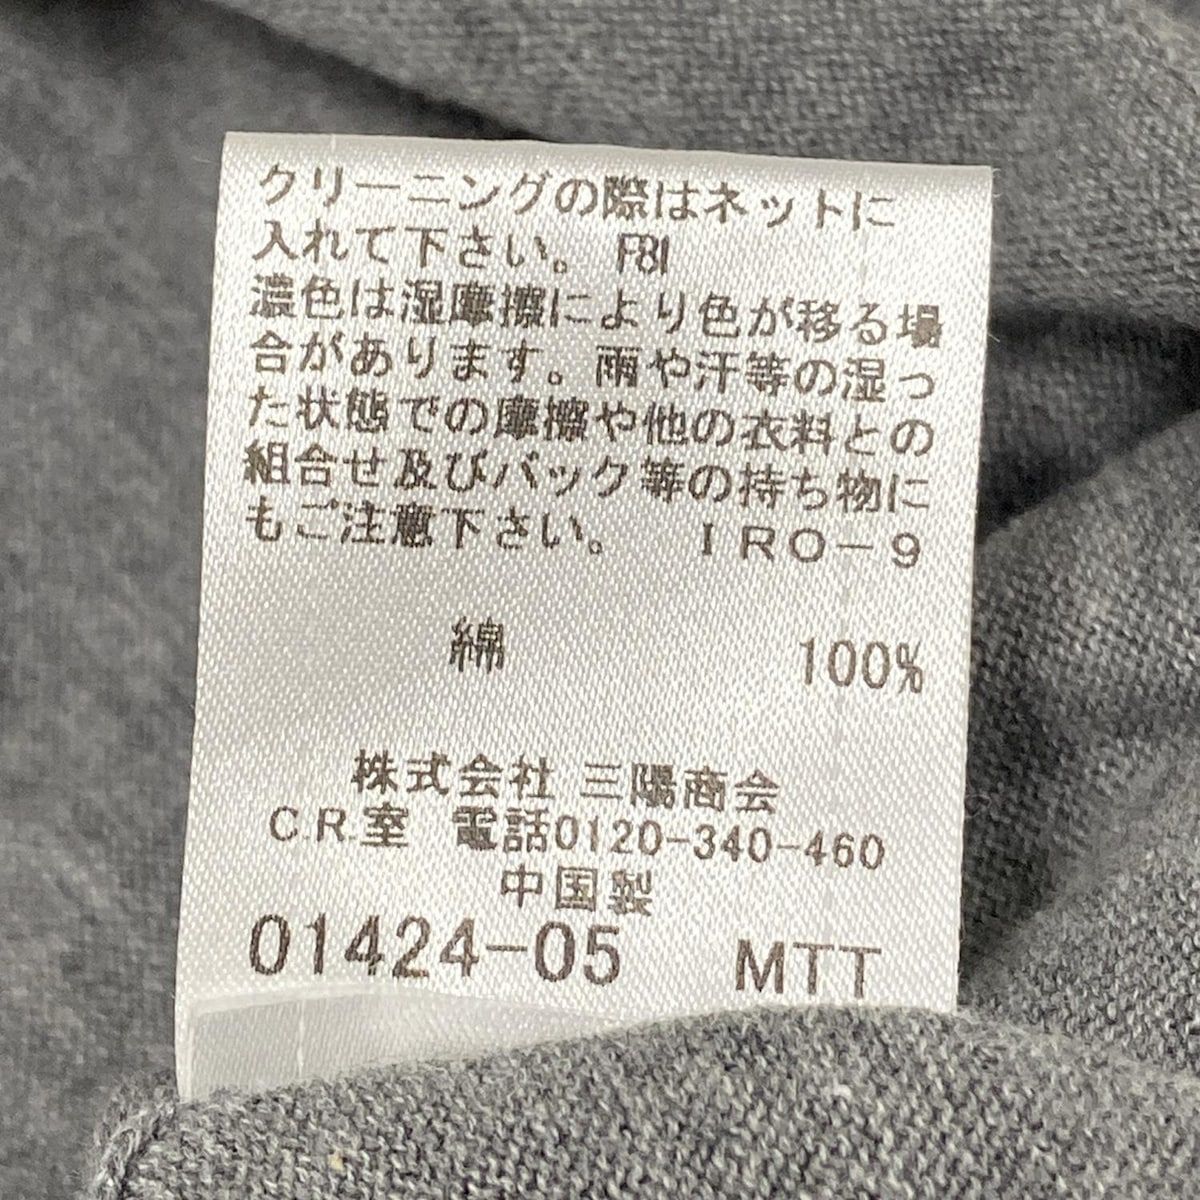 クリーニングの際はネットに
入れて下さい。 F81
濃色は湿摩擦により色が移る場
合があります。雨や汗等の湿っ
た状態での摩擦や他の衣料との
組合せ及びバック等の持ち物に
もご注意下さい。 IRO-9
綿 100%
株式会社 三陽商会
C.R.室 電話0120-340-460
中国製
01424-05 MTT